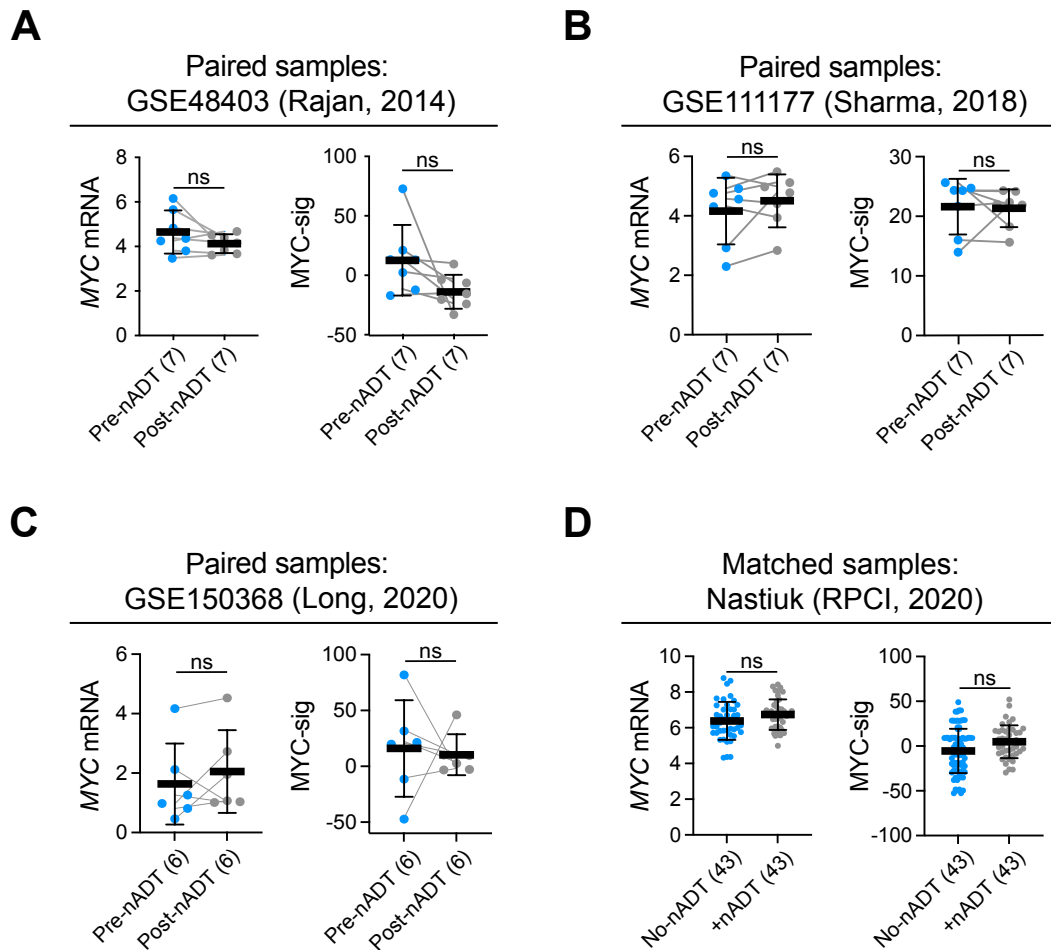 A
Paired samples:
GSE48403 (Rajan, 2014)
MYC mRNA
8
6
4
2
0
ns
Pre-nADT (7)
Post-nADT (7)
MYC-sig
100
50
0
-50
ns
Pre-nADT (7)
Post-nADT (7)
B
Paired samples:
GSE111177 (Sharma, 2018)
MYC mRNA
6
4
2
0
ns
Pre-nADT (7)
Post-nADT (7)
MYC-sig
30
20
10
0
ns
Pre-nADT (7)
Post-nADT (7)
C
Paired samples:
GSE150368 (Long, 2020)
MYC mRNA
6
4
2
0
ns
Pre-nADT (6)
Post-nADT (6)
MYC-sig
100
50
0
-50
ns
Pre-nADT (6)
Post-nADT (6)
D
Matched samples:
Nastiuk (RPCI, 2020)
MYC mRNA
10
8
6
4
2
0
ns
No-nADT (43)
+nADT (43)
MYC-sig
100
50
0
-50
-100
ns
No-nADT (43)
+nADT (43)